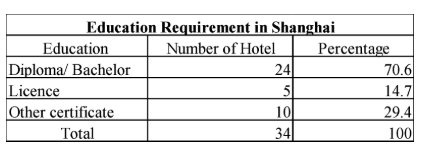 Education Requirement in Shanghai
Education Number of Hotel Percentage
Diploma/ Bachelor 24 70.6
Licence 5 14.7
Other certificate 10 29.4
Total 34 100